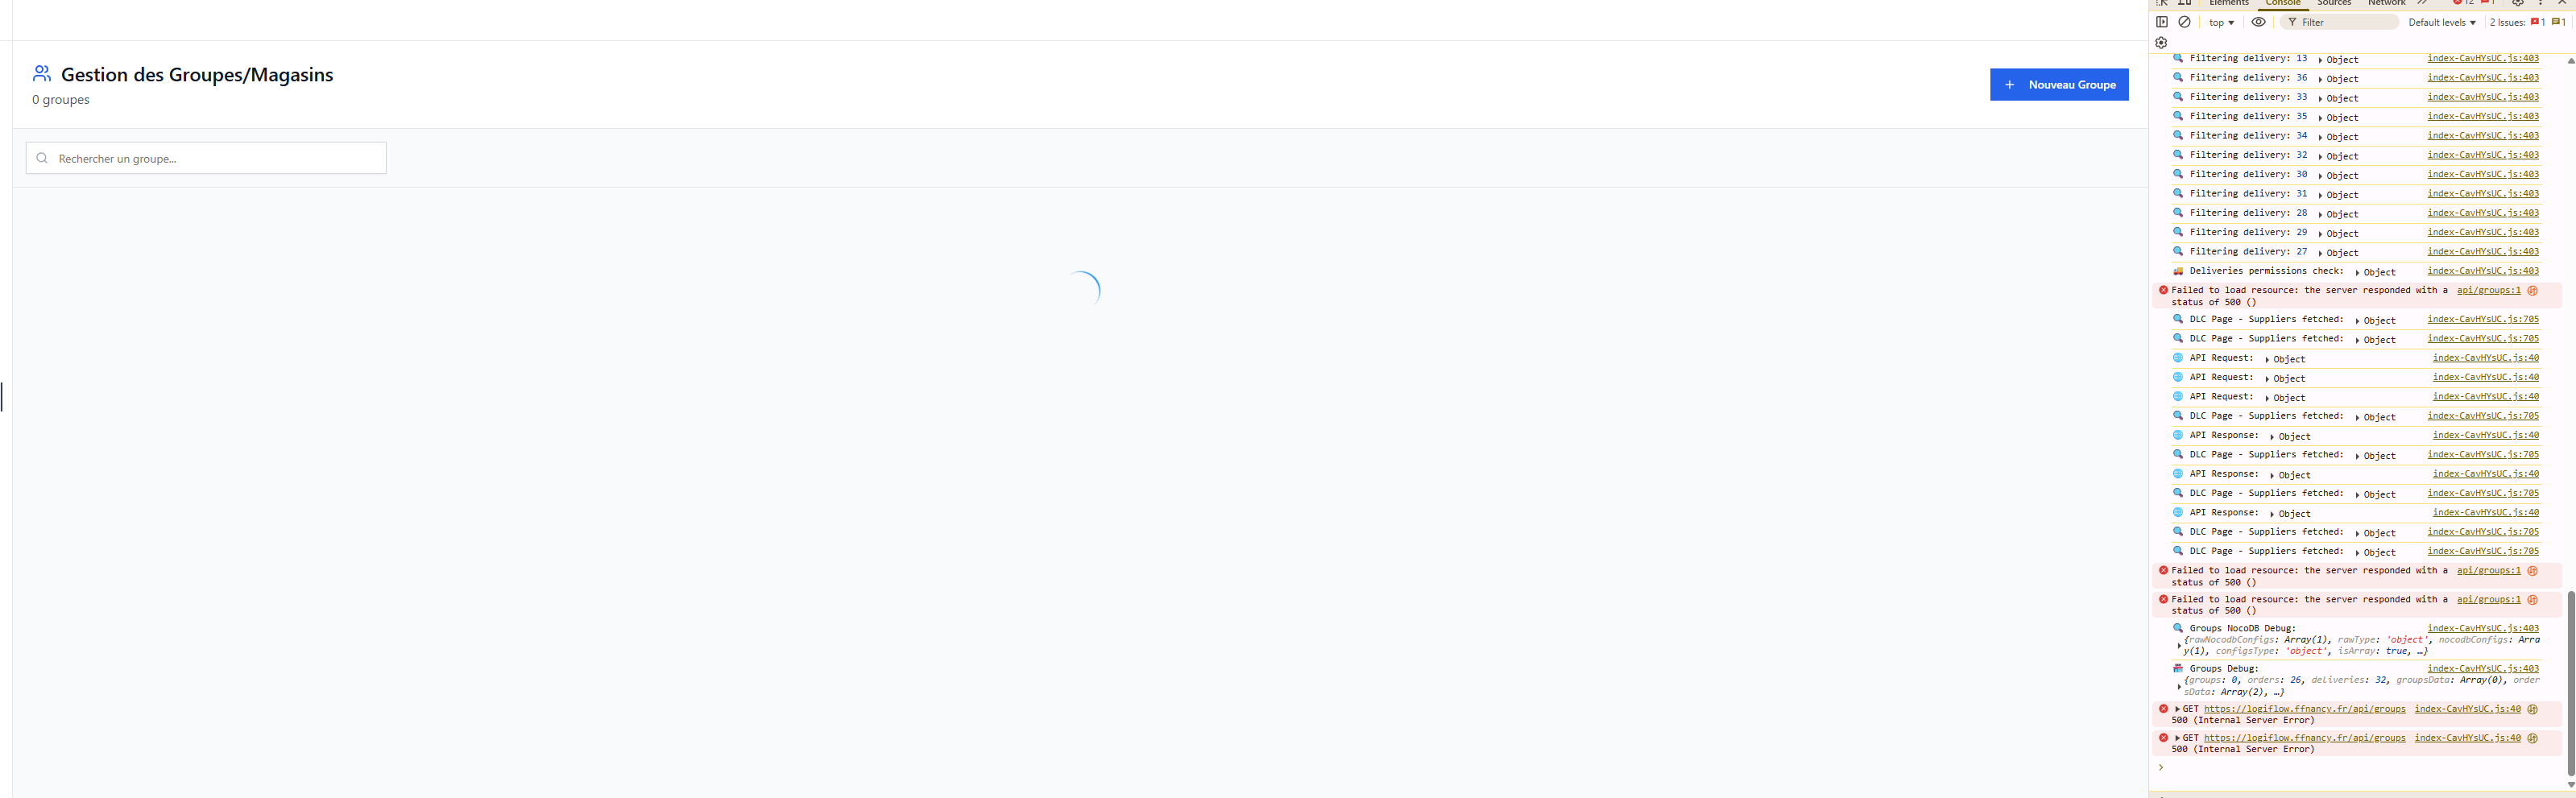 Elements Console Sources Network 12 1
top Filter Default levels 2 Issues: 1 1
Gestion des Groupes/Magasins
0 groupes
Nouveau Groupe
Rechercher un groupe...
Filtering delivery: 13 Object index-CavHYsUC.js:403
Filtering delivery: 36 Object index-CavHYsUC.js:403
Filtering delivery: 33 Object index-CavHYsUC.js:403
Filtering delivery: 35 Object index-CavHYsUC.js:403
Filtering delivery: 34 Object index-CavHYsUC.js:403
Filtering delivery: 32 Object index-CavHYsUC.js:403
Filtering delivery: 30 Object index-CavHYsUC.js:403
Filtering delivery: 31 Object index-CavHYsUC.js:403
Filtering delivery: 28 Object index-CavHYsUC.js:403
Filtering delivery: 29 Object index-CavHYsUC.js:403
Filtering delivery: 27 Object index-CavHYsUC.js:403
Deliveries permissions check: Object index-CavHYsUC.js:403
Failed to load resource: the server responded with a api/groups:1
status of 500 ()
DLC Page - Suppliers fetched: Object index-CavHYsUC.js:705
DLC Page - Suppliers fetched: Object index-CavHYsUC.js:705
API Request: Object index-CavHYsUC.js:40
API Request: Object index-CavHYsUC.js:40
API Request: Object index-CavHYsUC.js:40
DLC Page - Suppliers fetched: Object index-CavHYsUC.js:705
API Response: Object index-CavHYsUC.js:40
DLC Page - Suppliers fetched: Object index-CavHYsUC.js:705
API Response: Object index-CavHYsUC.js:40
DLC Page - Suppliers fetched: Object index-CavHYsUC.js:705
API Response: Object index-CavHYsUC.js:40
DLC Page - Suppliers fetched: Object index-CavHYsUC.js:705
DLC Page - Suppliers fetched: Object index-CavHYsUC.js:705
Failed to load resource: the server responded with a api/groups:1
status of 500 ()
Failed to load resource: the server responded with a api/groups:1
status of 500 ()
Groups NocoDB Debug: index-CavHYsUC.js:403
{rawNocodbConfigs: Array(1), rawType: 'object', nocodbConfigs: Arra
y(1), configsType: 'object', isArray: true, …}
Groups Debug: index-CavHYsUC.js:403
{groups: 0, orders: 26, deliveries: 32, groupsData: Array(0), order
sData: Array(2), …}
GET https://logiflow.ffnancy.fr/api/groups index-CavHYsUC.js:40
500 (Internal Server Error)
GET https://logiflow.ffnancy.fr/api/groups index-CavHYsUC.js:40
500 (Internal Server Error)